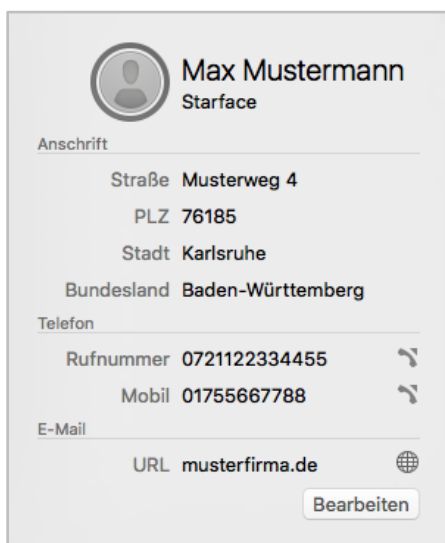 Max Mustermann
Starface
Anschrift
Straße Musterweg 4
PLZ 76185
Stadt Karlsruhe
Bundesland Baden-Württemberg
Telefon
Rufnummer 0721122334455
Mobil 01755667788
E-Mail
URL musterfirma.de
Bearbeiten